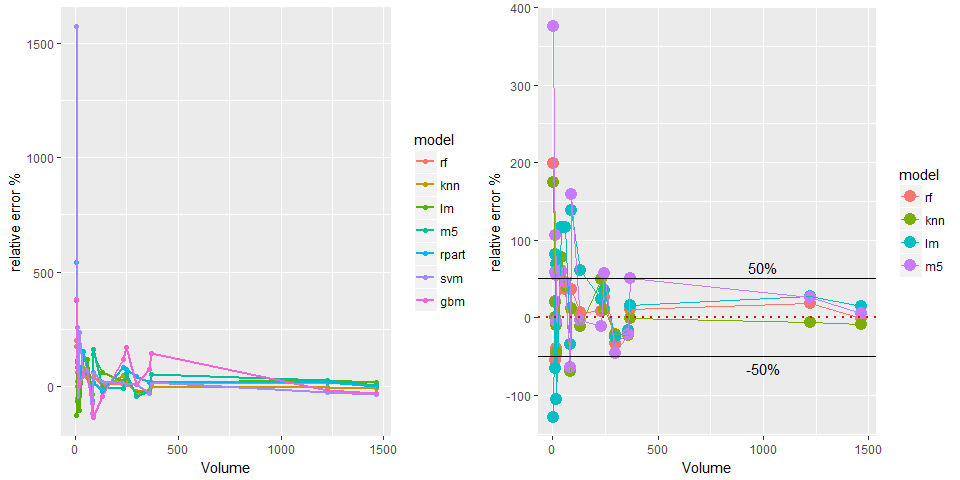 1500
1000
500
0
relative error %
0
500
1000
1500
Volume
model
rf
knn
lm
m5
rpart
svm
gbm
400
300
200
100
0
-100
relative error %
50%
-50%
0
500
1000
1500
Volume
model
rf
knn
lm
m5